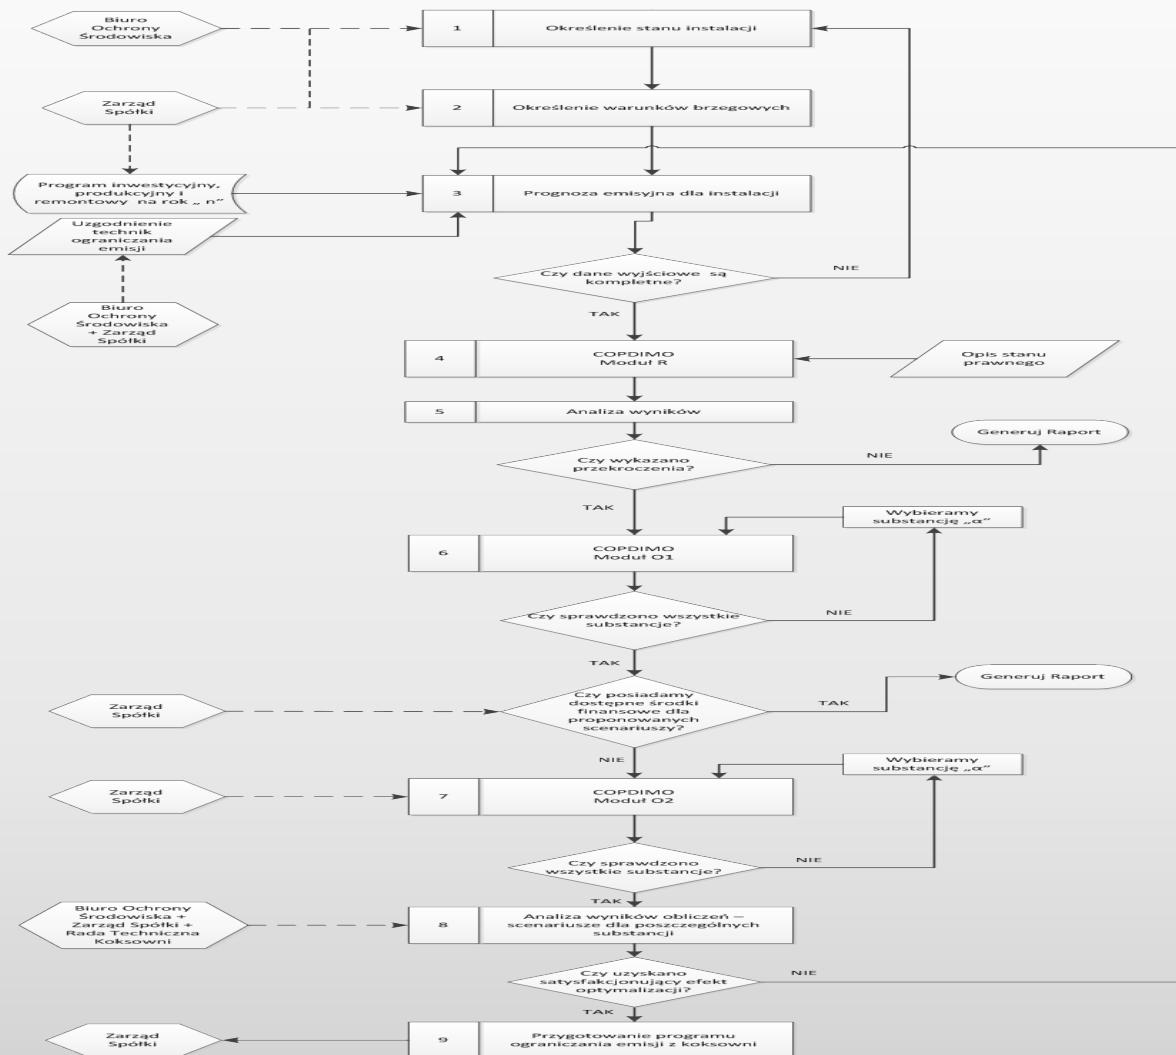 Biuro
Ochrony
Środowiska
1
Określenie stanu instalacji
Zarząd
Spółki
2
Określenie warunków brzegowych
Program inwestycyjny,
produkcyjny i
remontowy na rok „ n"
3
Prognoza emisyjna dla instalacji
Uzgodnienie
technik
ograniczania
emisji
Czy dane wyjściowe są
kompletne?
NIE
Biuro
Ochrony
Środowiska
+ Zarząd
Spółki
TAK
4
COPDIMO
Moduł R
Opis stanu
prawnego
5
Analiza wyników
Generuj Raport
Czy wykazano
przekroczenia?
NIE
TAK
Wybieramy
substancję „α"
6
COPDIMO
Moduł O1
Czy sprawdzono wszystkie
substancje?
NIE
TAK
Generuj Raport
Zarząd
Spółki
Czy posiadamy
dostępne środki
finansowe dla
proponowanych
scenariuszy?
TAK
NIE
Wybieramy
substancję „α"
Zarząd
Spółki
7
COPDIMO
Moduł O2
Czy sprawdzono
wszystkie substancje?
NIE
TAK
Biuro Ochrony
Środowiska +
Zarząd Spółki +
Rada Techniczna
Koksowni
8
Analiza wyników obliczeń –
scenariusze dla poszczególnych
substancji
Czy uzyskano
satysfakcjonujący efekt
optymalizacji?
NIE
TAK
Zarząd
Spółki
9
Przygotowanie programu
ograniczania emisji z koksowni